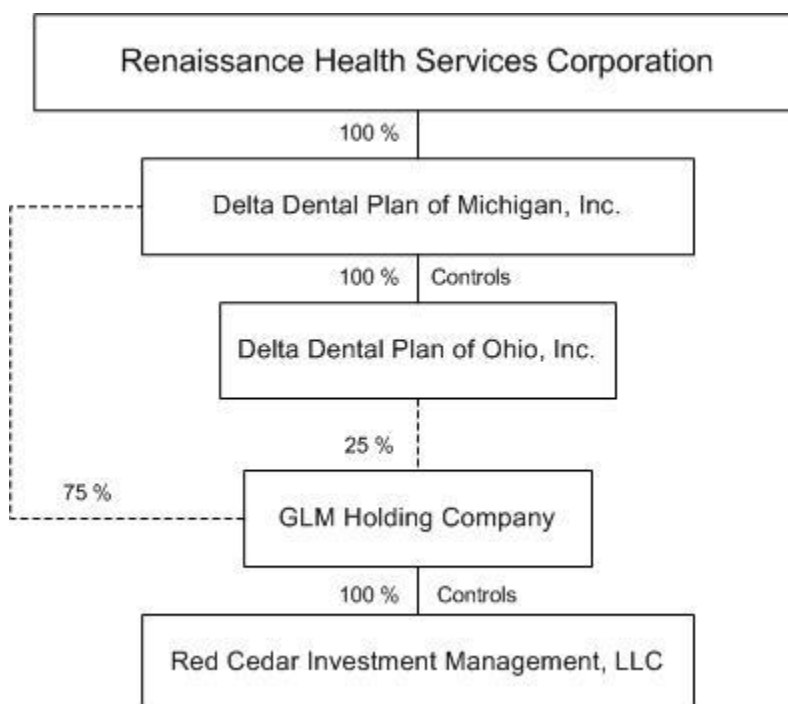 Renaissance Health Services Corporation
100 %
Delta Dental Plan of Michigan, Inc.
100 % Controls
Delta Dental Plan of Ohio, Inc.
25 %
75 %
GLM Holding Company
100 % Controls
Red Cedar Investment Management, LLC